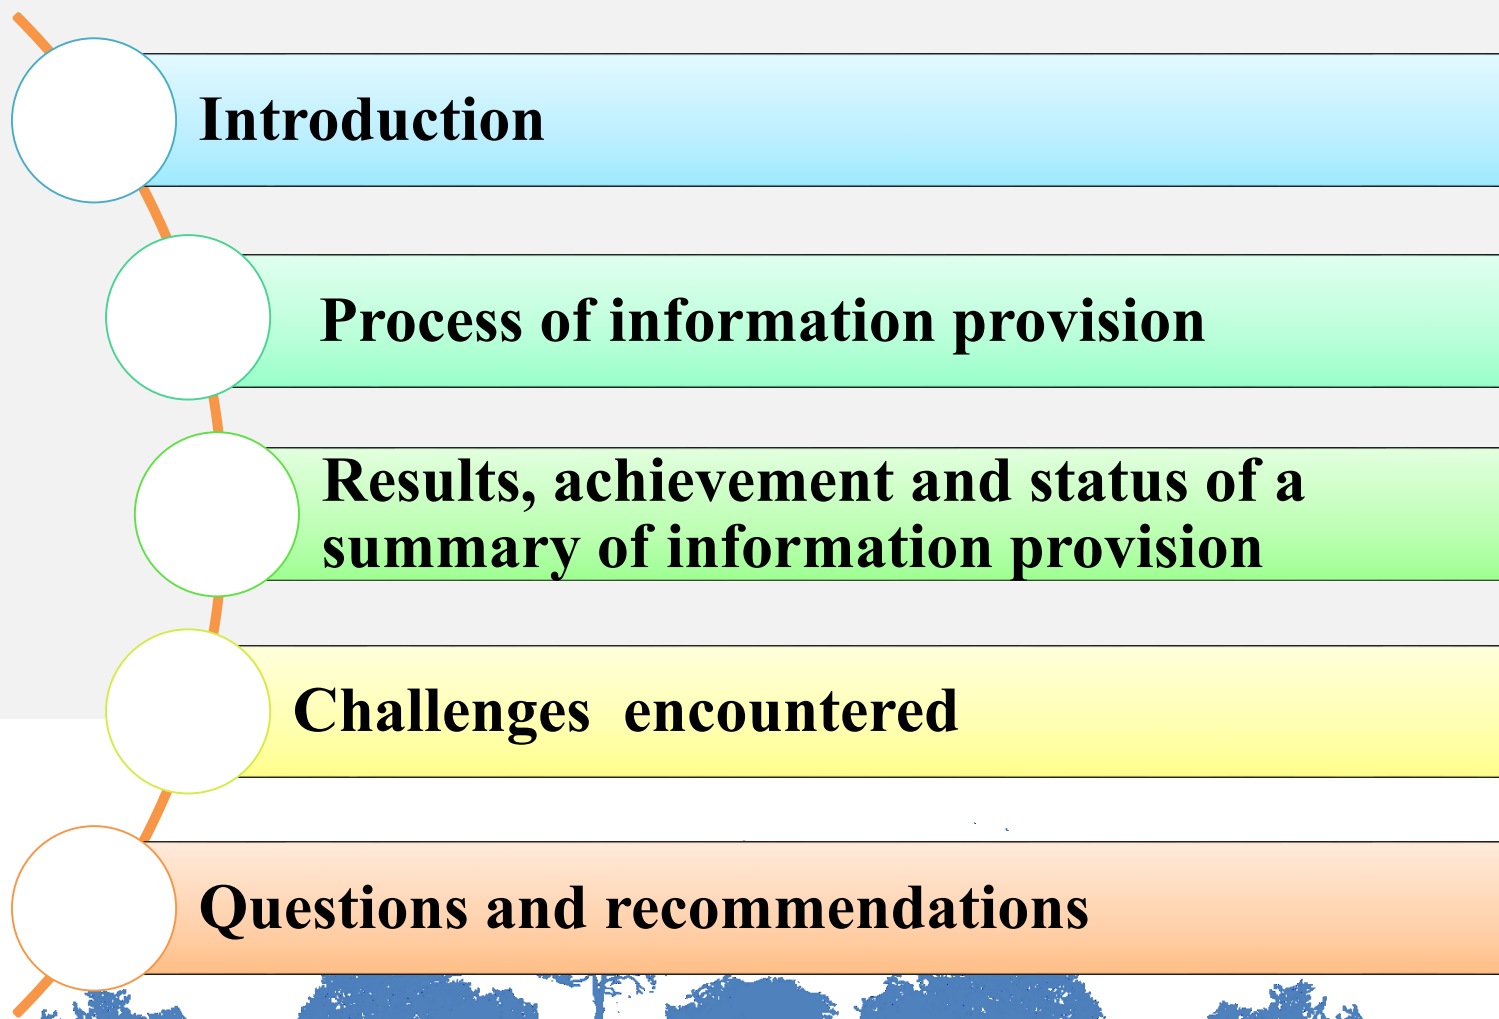 Introduction
Process of information provision
Results, achievement and status of a
summary of information provision
Challenges  encountered
Questions and recommendations